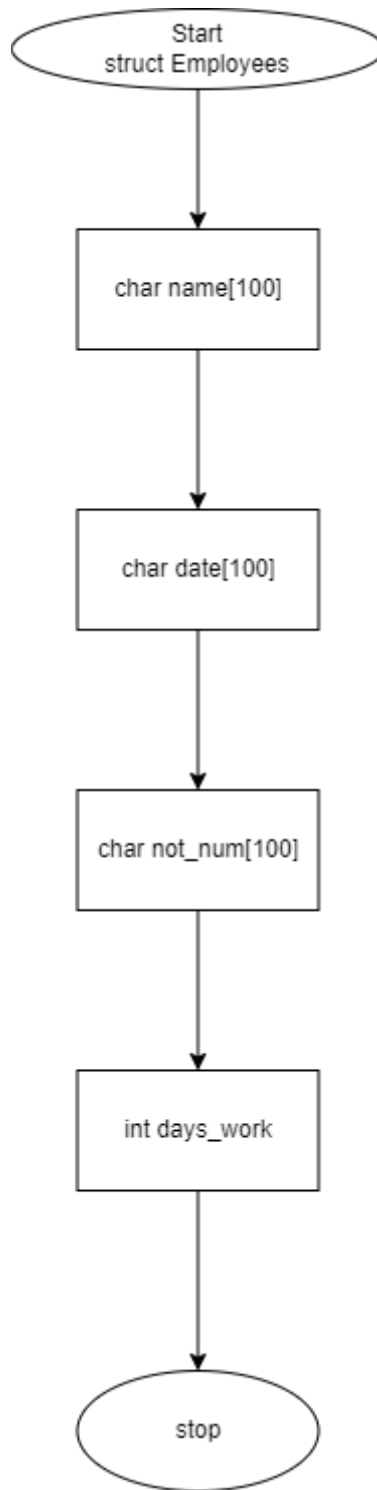 Start
struct Employees
char name[100]
char date[100]
char not_num[100]
int days_work
stop